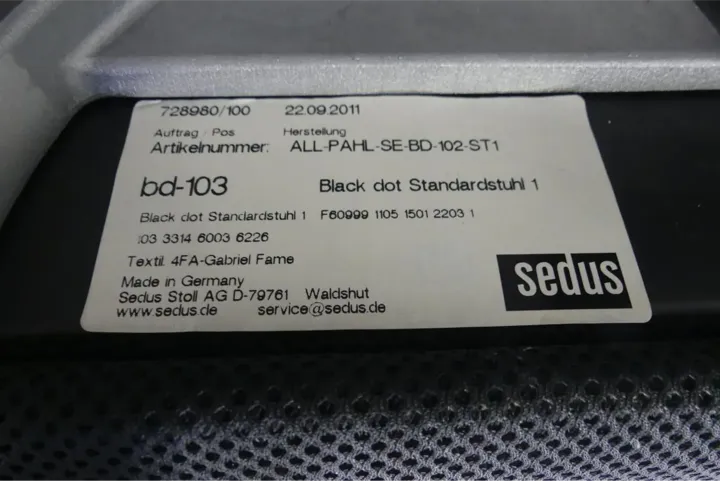 728980/100 22.09.2011
Auftrag / Pos Herstellung
Artikelnummer: ALL-PAHL-SE-BD-102-ST1
bd-103 Black dot Standardstuhl 1
Black dot Standardstuhl 1 F60999 1105 1501 2203 1
103 3314 6003 6226
Textil: 4FA-Gabriel Fame
sedus
Made in Germany
Sedus Stoll AG D-79761 Waldshut
www.sedus.de service@sedus.de